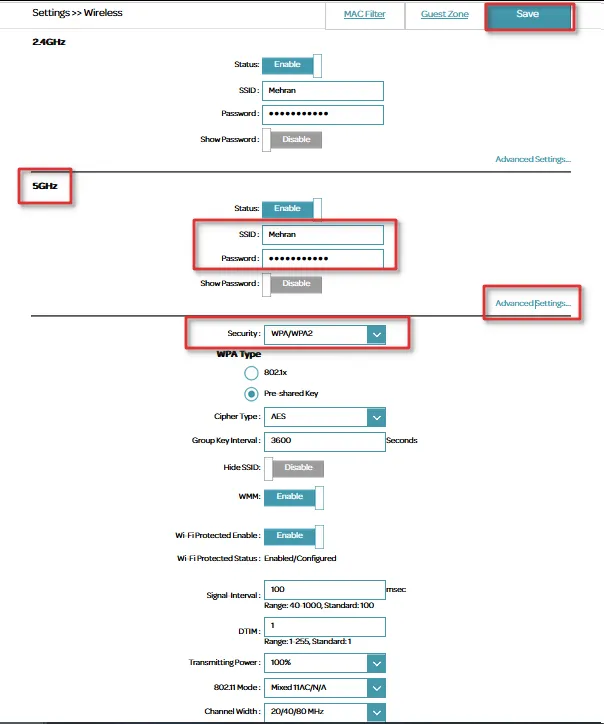 Settings >> Wireless
MAC Filter
Guest Zone
Save
2.4GHz
Status: Enable
SSID: Mehran
Password: ●●●●●●●●●●●
Show Password: Disable
Advanced Settings...
5GHz
Status: Enable
SSID: Mehran
Password: ●●●●●●●●●●●
Show Password: Disable
Advanced Settings...
Security: WPA/WPA2
WPA Type
802.1x
Pre-shared Key
Cipher Type: AES
Group Key Interval: 3600 Seconds
Hide SSID: Disable
WMM: Enable
Wi-Fi Protected Enable: Enable
Wi-Fi Protected Status: Enabled/Configured
Signal-Interval: 100 msec
Range: 40-1000, Standard: 100
DTIM: 1
Range: 1-255, Standard: 1
Transmitting Power: 100%
802.11 Mode: Mixed 11AC/N/A
Channel Width: 20/40/80 MHz